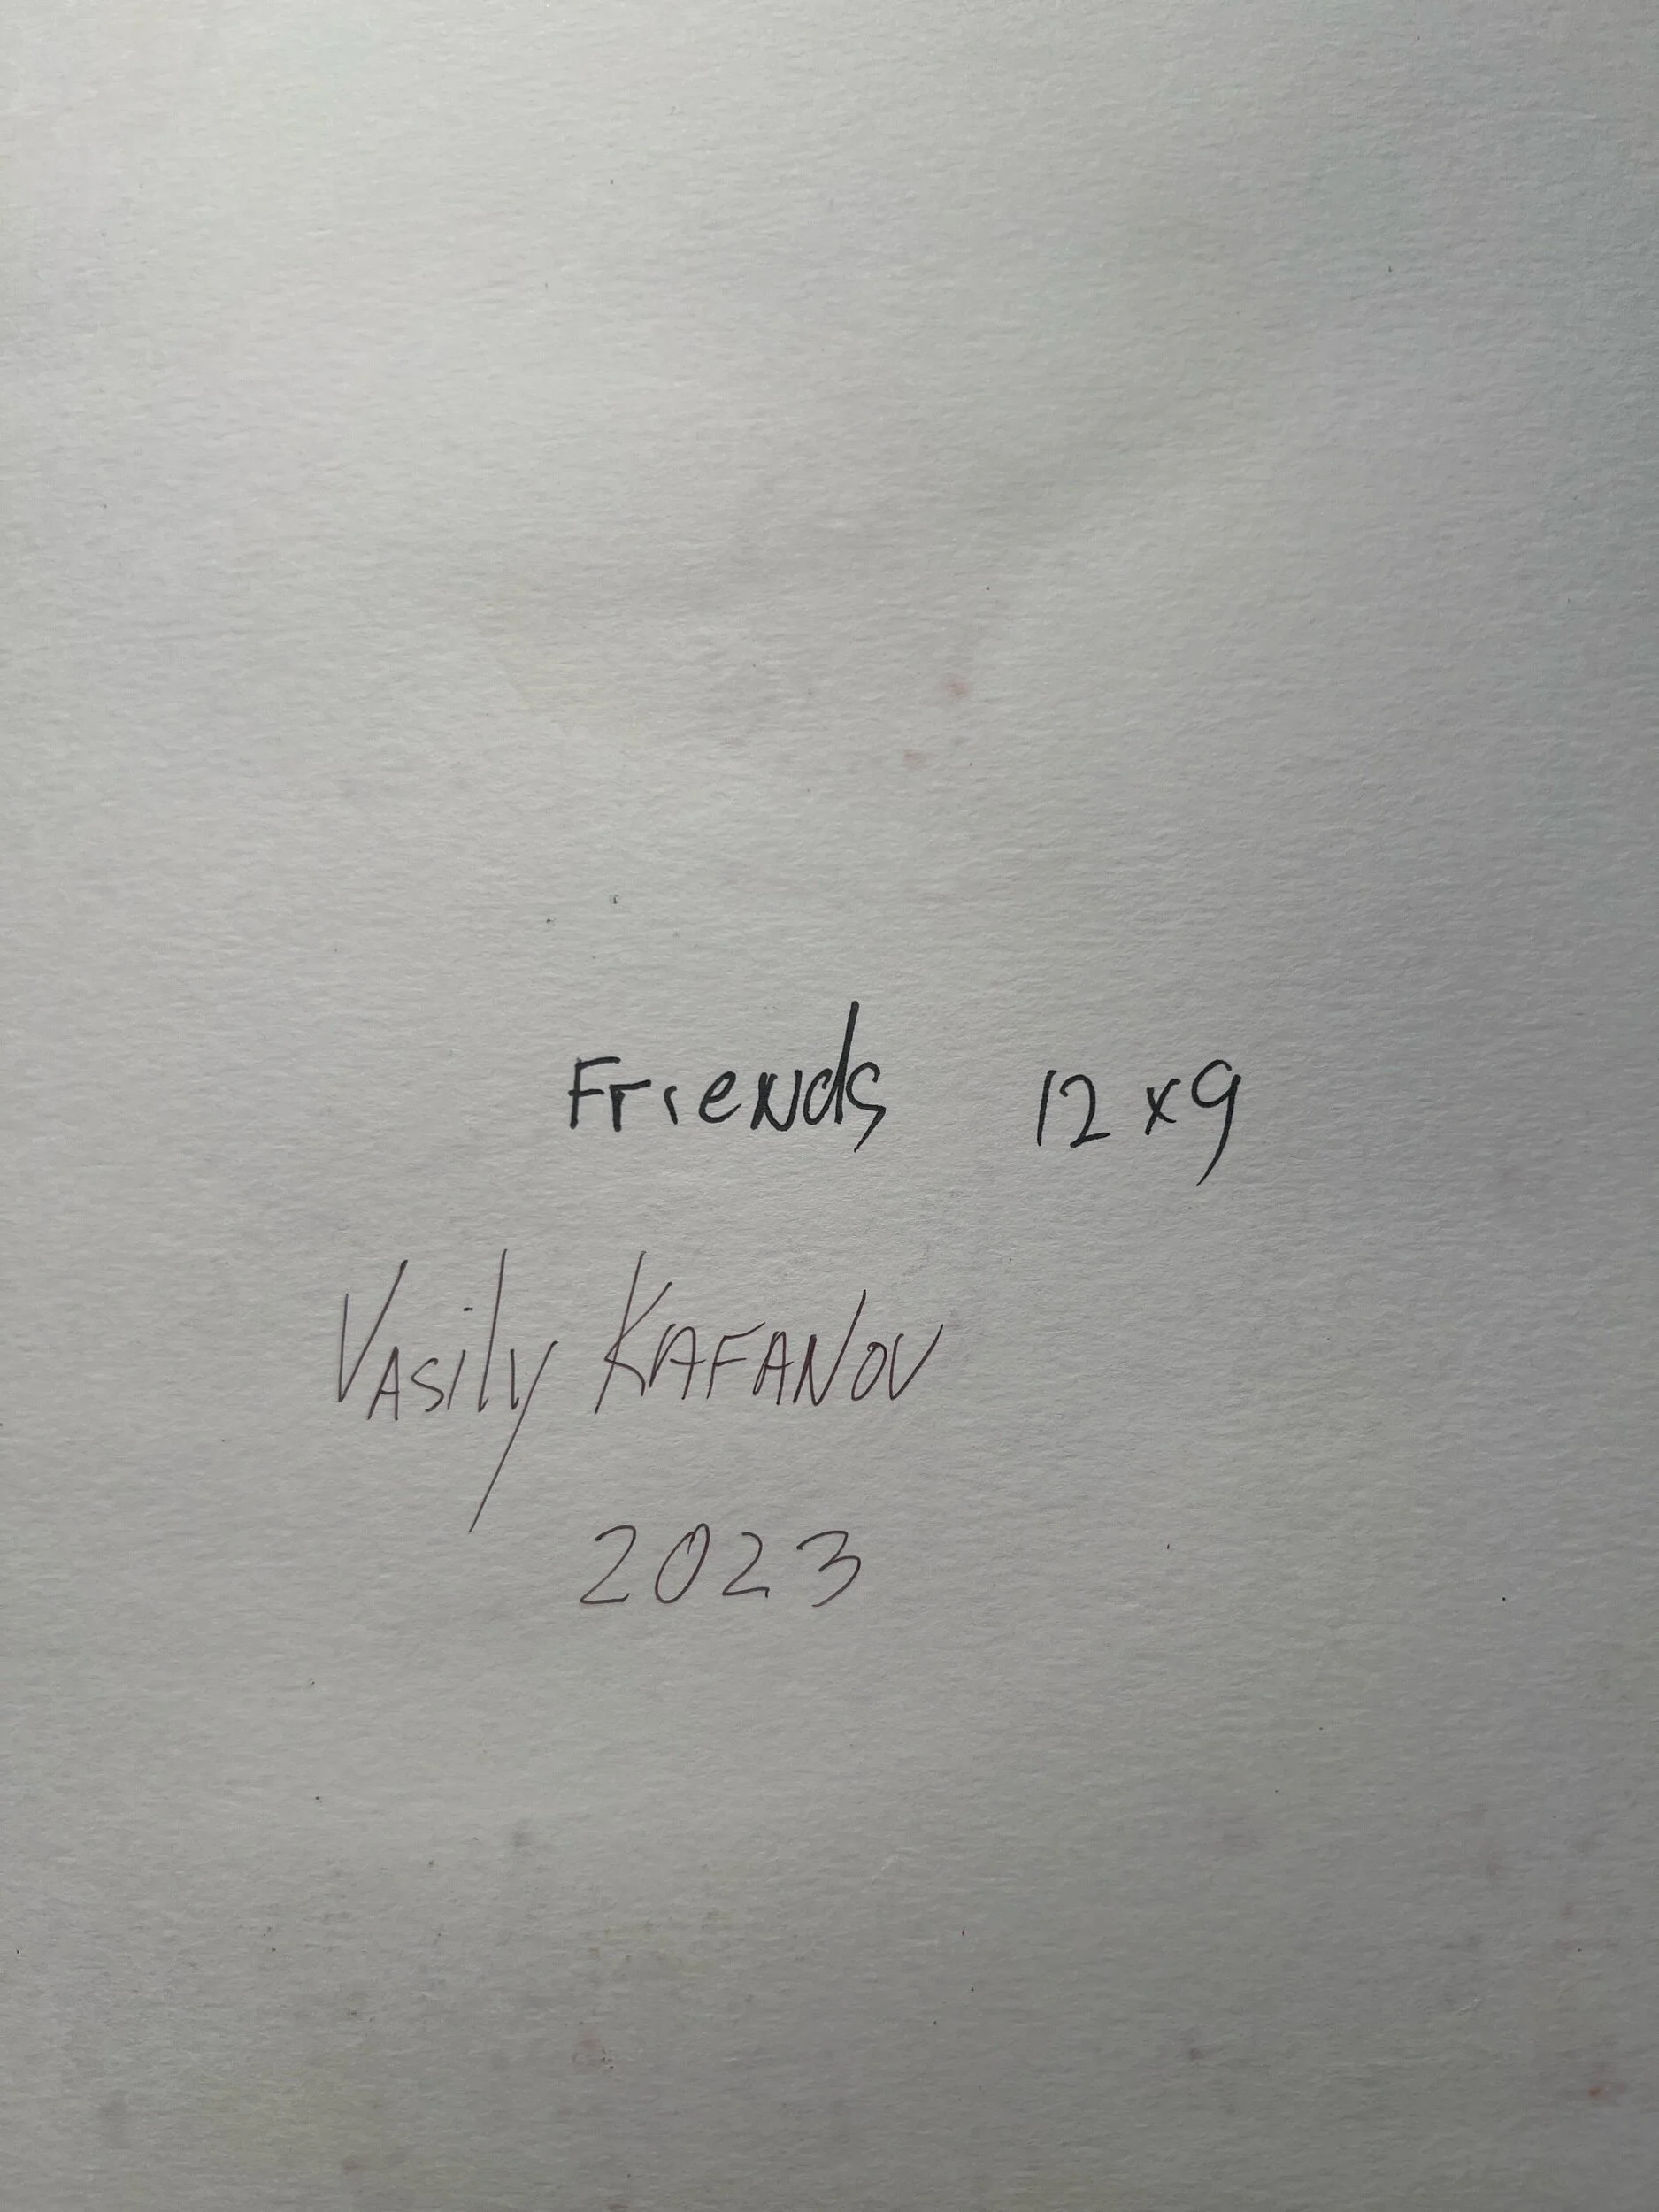 Friends 12x9
Vasily Kafanov
2023